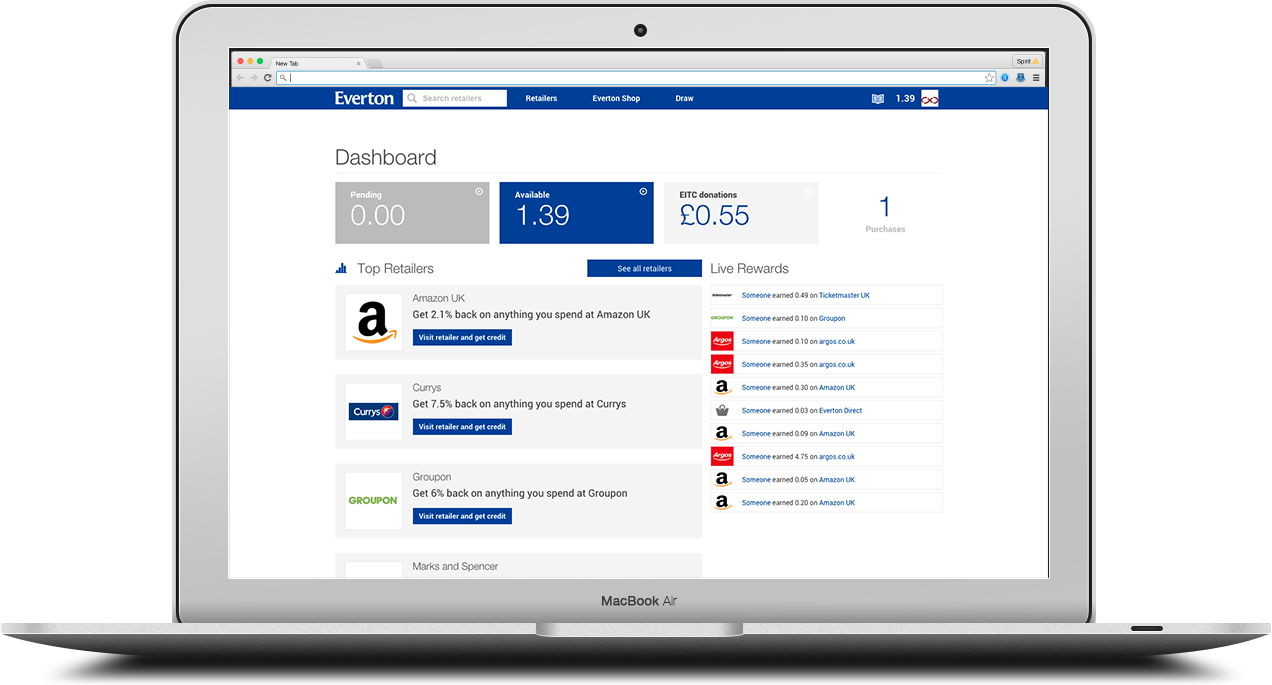 New Tab
Spirit
Everton
Search retailers
Retailers
Everton Shop
Draw
1.39
Dashboard
Pending
0.00
Available
1.39
EITC donations
£0.55
1
Purchases
Top Retailers
See all retailers
Amazon UK
Get 2.1% back on anything you spend at Amazon UK
Visit retailer and get credit
Currys
Currys
Get 7.5% back on anything you spend at Currys
Visit retailer and get credit
GROUPON
Groupon
Get 6% back on anything you spend at Groupon
Visit retailer and get credit
Marks and Spencer
Live Rewards
ticketmaster
Someone earned 0.49 on Ticketmaster UK
GROUPON
Someone earned 0.10 on Groupon
Argos
Someone earned 0.10 on argos.co.uk
Argos
Someone earned 0.35 on argos.co.uk
a
Someone earned 0.30 on Amazon UK
Someone earned 0.03 on Everton Direct
a
Someone earned 0.09 on Amazon UK
Argos
Someone earned 4.75 on argos.co.uk
a
Someone earned 0.05 on Amazon UK
a
Someone earned 0.20 on Amazon UK
MacBook Air